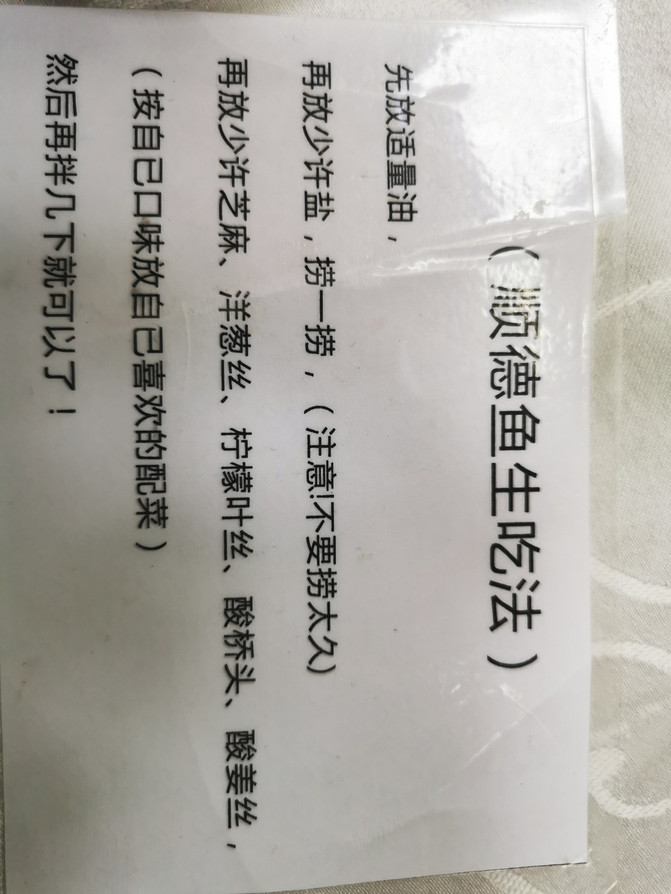 （顺德鱼生吃法）
先放适量油，
再放少许盐，捞一捞，（注意!不要捞太久)
再放少许芝麻、洋葱丝、柠檬叶丝、酸桥头、酸姜丝，
（按自已口味放自已喜欢的配菜）
然后再拌几下就可以了！